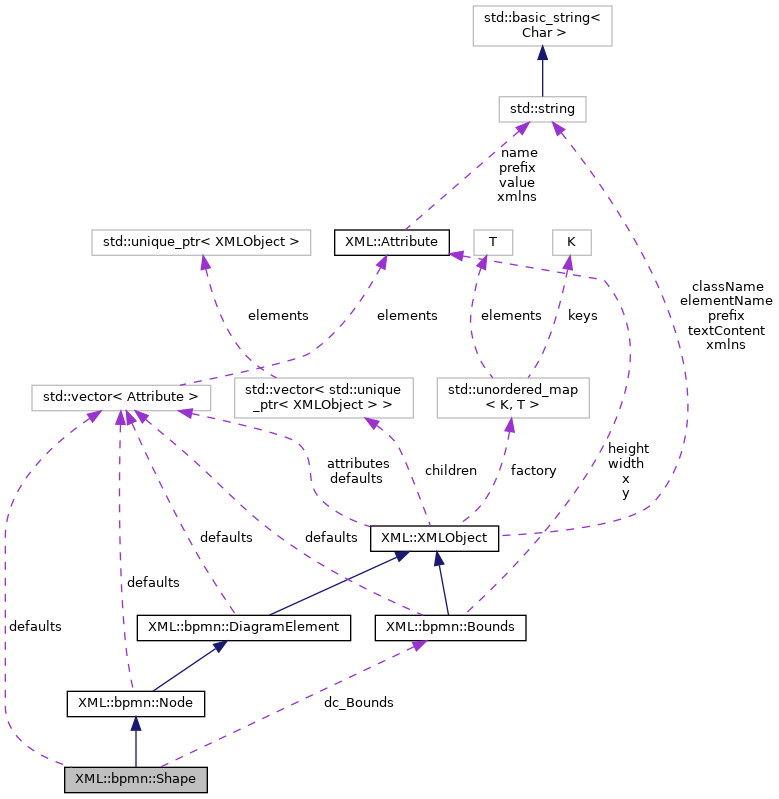 std::basic_string<
Char >
std::string
name
prefix
value
xmlns
std::unique_ptr< XMLObject >
XML::Attribute
T
K
className
elementName
prefix
textContent
xmlns
elements
elements
elements
keys
std::vector< Attribute >
std::vector< std::unique
_ptr< XMLObject > >
std::unordered_map
< K, T >
height
width
x
y
attributes
defaults
children
factory
defaults
defaults
XML::XMLObject
defaults
defaults
XML::bpmn::DiagramElement
XML::bpmn::Bounds
XML::bpmn::Node
dc_Bounds
XML::bpmn::Shape